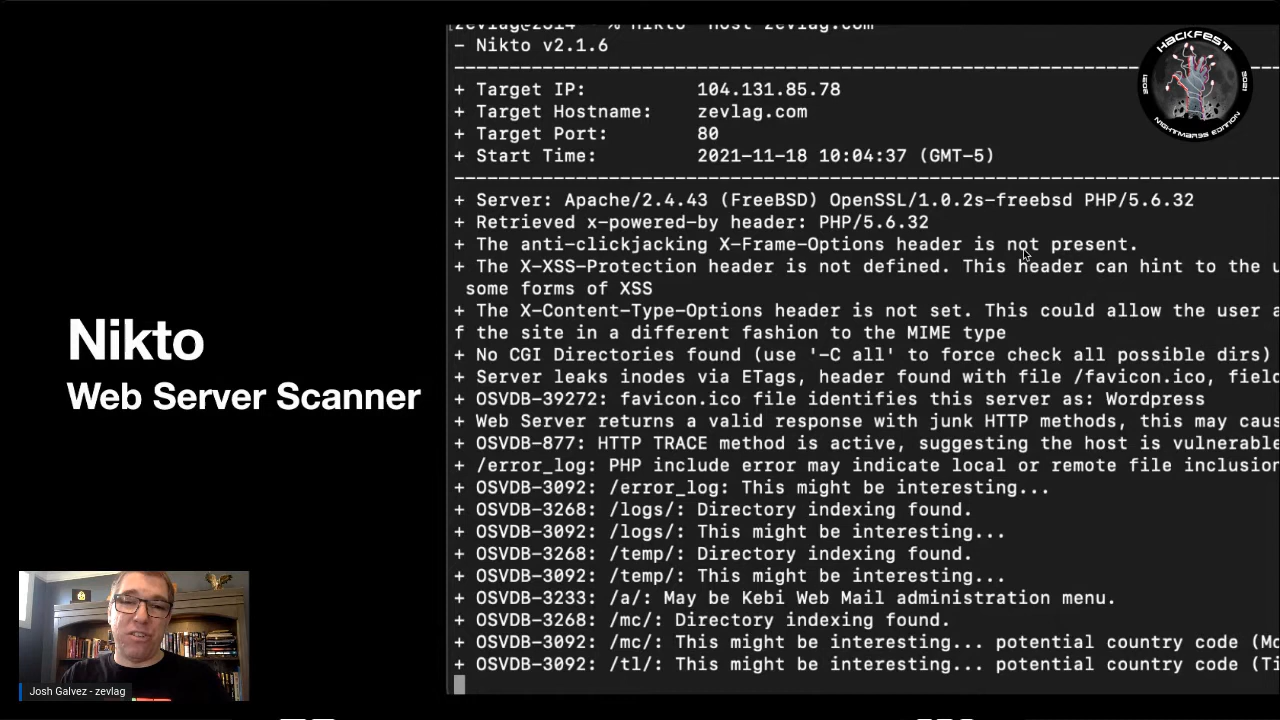 Nikto
Web Server Scanner
- Nikto v2.1.6
+ Target IP: 104.131.85.78
+ Target Hostname: zevlag.com
+ Target Port: 80
+ Start Time: 2021-11-18 10:04:37 (GMT-5)
+ Server: Apache/2.4.43 (FreeBSD) OpenSSL/1.0.2s-freebsd PHP/5.6.32
+ Retrieved x-powered-by header: PHP/5.6.32
+ The anti-clickjacking X-Frame-Options header is not present.
+ The X-XSS-Protection header is not defined. This header can hint to the u
some forms of XSS
+ The X-Content-Type-Options header is not set. This could allow the user a
f the site in a different fashion to the MIME type
+ No CGI Directories found (use '-C all' to force check all possible dirs)
+ Server leaks inodes via ETags, header found with file /favicon.ico, field
+ OSVDB-39272: favicon.ico file identifies this server as: Wordpress
+ Web Server returns a valid response with junk HTTP methods, this may caus
+ OSVDB-877: HTTP TRACE method is active, suggesting the host is vulnerable
+ /error_log: PHP include error may indicate local or remote file inclusion
+ OSVDB-3092: /error_log: This might be interesting...
+ OSVDB-3268: /logs/: Directory indexing found.
+ OSVDB-3092: /logs/: This might be interesting...
+ OSVDB-3268: /temp/: Directory indexing found.
+ OSVDB-3092: /temp/: This might be interesting...
+ OSVDB-3233: /a/: May be Kebi Web Mail administration menu.
+ OSVDB-3268: /mc/: Directory indexing found.
+ OSVDB-3092: /mc/: This might be interesting... potential country code (Mo
+ OSVDB-3092: /tl/: This might be interesting... potential country code (Ti
HACKFEST
2021
Josh Galvez - zevlag